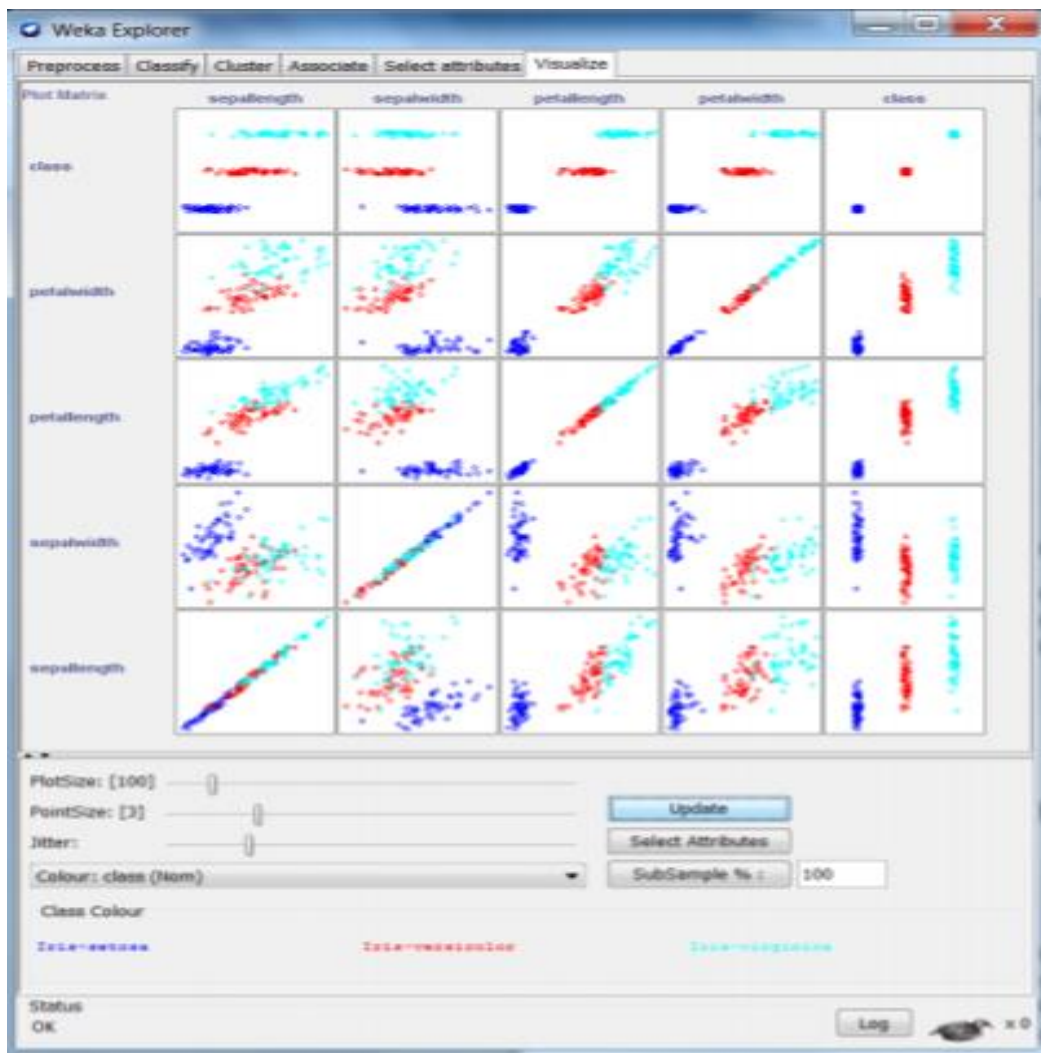 Weka Explorer
Preprocess Classify Cluster Associate Select attributes Visualize
Plot Matrix sepallength sepalwidth petallength petalwidth class
class
petalwidth
petallength
sepalwidth
sepallength
PlotSize: [100]
PointSize: [3]
Update
Jitter:
Select Attributes
Colour: class (Nom)
SubSample % : 100
Class Colour
Iris-setosa Iris-versicolor Iris-virginica
Status
OK
Log x 0